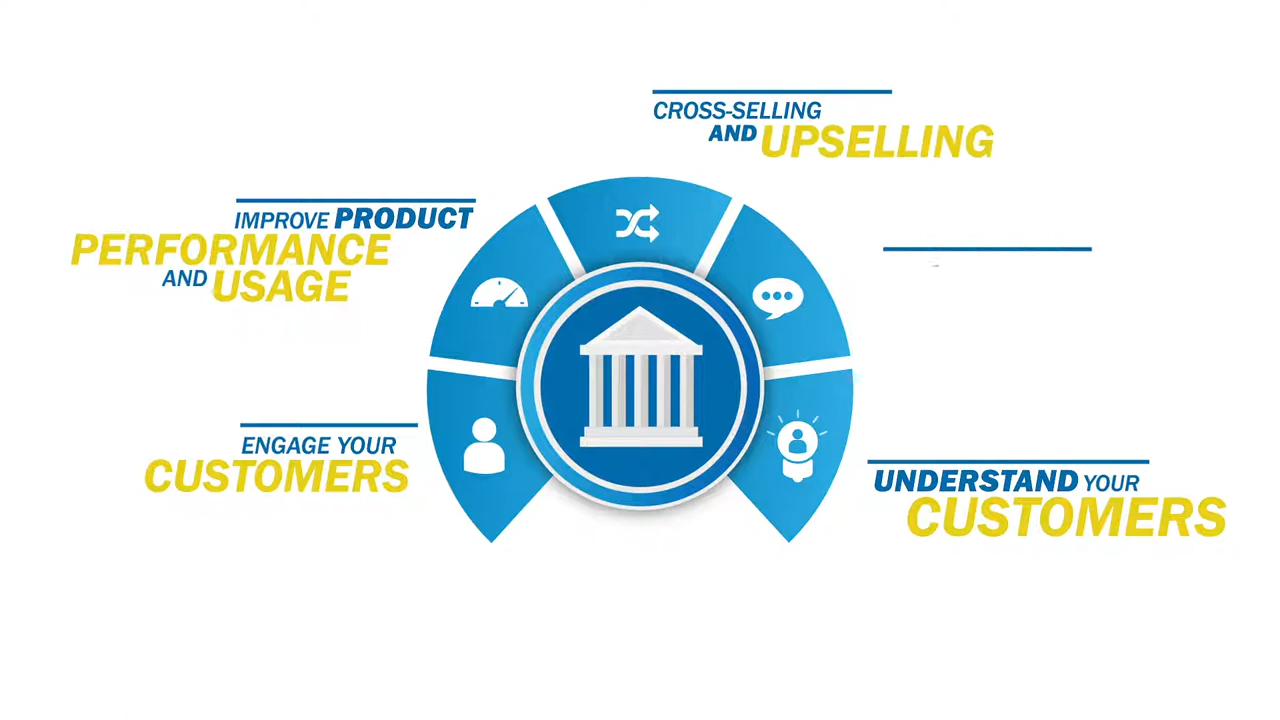 CROSS-SELLING
AND UPSELLING
IMPROVE PRODUCT
PERFORMANCE
AND USAGE
ENGAGE YOUR
CUSTOMERS
UNDERSTAND YOUR
CUSTOMERS